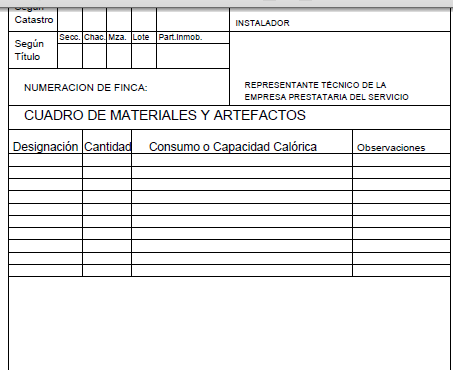 Según
Catastro
INSTALADOR
Secc. Chac. Mza. Lote Part.Inmob.
Según
Título
NUMERACION DE FINCA:
REPRESENTANTE TÉCNICO DE LA
EMPRESA PRESTATARIA DEL SERVICIO
CUADRO DE MATERIALES Y ARTEFACTOS
Designación Cantidad Consumo o Capacidad Calórica Observaciones